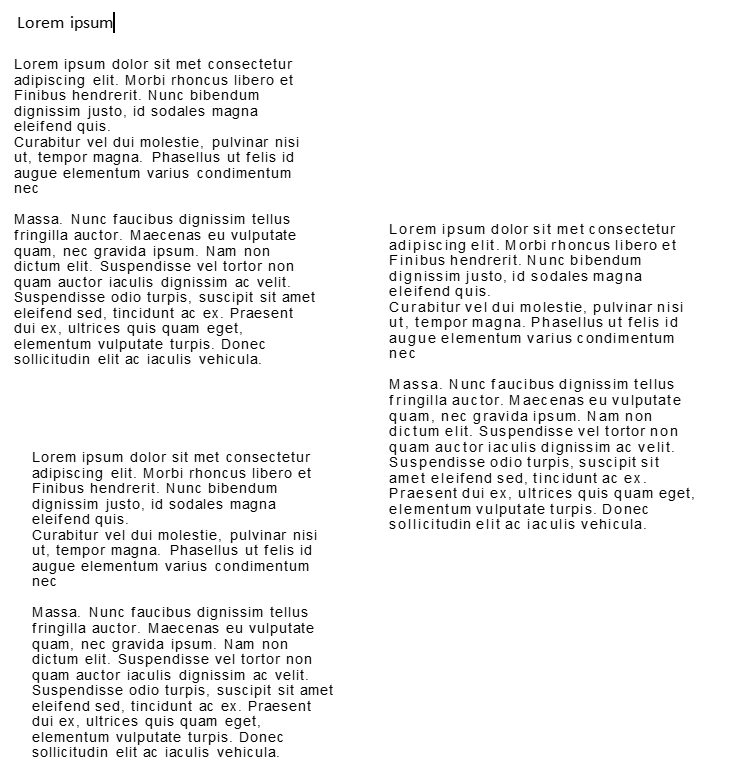 Lorem ipsum
Lorem ipsum dolor sit met consectetur
adipiscing elit. Morbi rhoncus libero et
Finibus hendrerit. Nunc bibendum
dignissim justo, id sodales magna
eleifend quis.
Curabitur vel dui molestie, pulvinar nisi
ut, tempor magna. Phasellus ut felis id
augue elementum varius condimentum
nec
Massa. Nunc faucibus dignissim tellus
fringilla auctor. Maecenas eu vulputate
quam, nec gravida ipsum. Nam non
dictum elit. Suspendisse vel tortor non
quam auctor iaculis dignissim ac velit.
Suspendisse odio turpis, suscipit sit amet
eleifend sed, tincidunt ac ex. Praesent
dui ex, ultrices quis quam eget,
elementum vulputate turpis. Donec
sollicitudin elit ac iaculis vehicula.
Lorem ipsum dolor sit met consectetur
adipiscing elit. Morbi rhoncus libero et
Finibus hendrerit. Nunc bibendum
dignissim justo, id sodales magna
eleifend quis.
Curabitur vel dui molestie, pulvinar nisi
ut, tempor magna. Phasellus ut felis id
augue elementum varius condimentum
nec
Massa. Nunc faucibus dignissim tellus
fringilla auctor. Maecenas eu vulputate
quam, nec gravida ipsum. Nam non
dictum elit. Suspendisse vel tortor non
quam auctor iaculis dignissim ac velit.
Suspendisse odio turpis, suscipit sit amet
eleifend sed, tincidunt ac ex. Praesent
dui ex, ultrices quis quam eget,
elementum vulputate turpis. Donec
sollicitudin elit ac iaculis vehicula.
Lorem ipsum dolor sit met consectetur
adipiscing elit. Morbi rhoncus libero et
Finibus hendrerit. Nunc bibendum
dignissim justo, id sodales magna
eleifend quis.
Curabitur vel dui molestie, pulvinar nisi
ut, tempor magna. Phasellus ut felis id
augue elementum varius condimentum
nec
Massa. Nunc faucibus dignissim tellus
fringilla auctor. Maecenas eu vulputate
quam, nec gravida ipsum. Nam non
dictum elit. Suspendisse vel tortor non
quam auctor iaculis dignissim ac velit.
Suspendisse odio turpis, suscipit sit
amet eleifend sed, tincidunt ac ex.
Praesent dui ex, ultrices quis quam eget,
elementum vulputate turpis. Donec
sollicitudin elit ac iaculis vehicula.